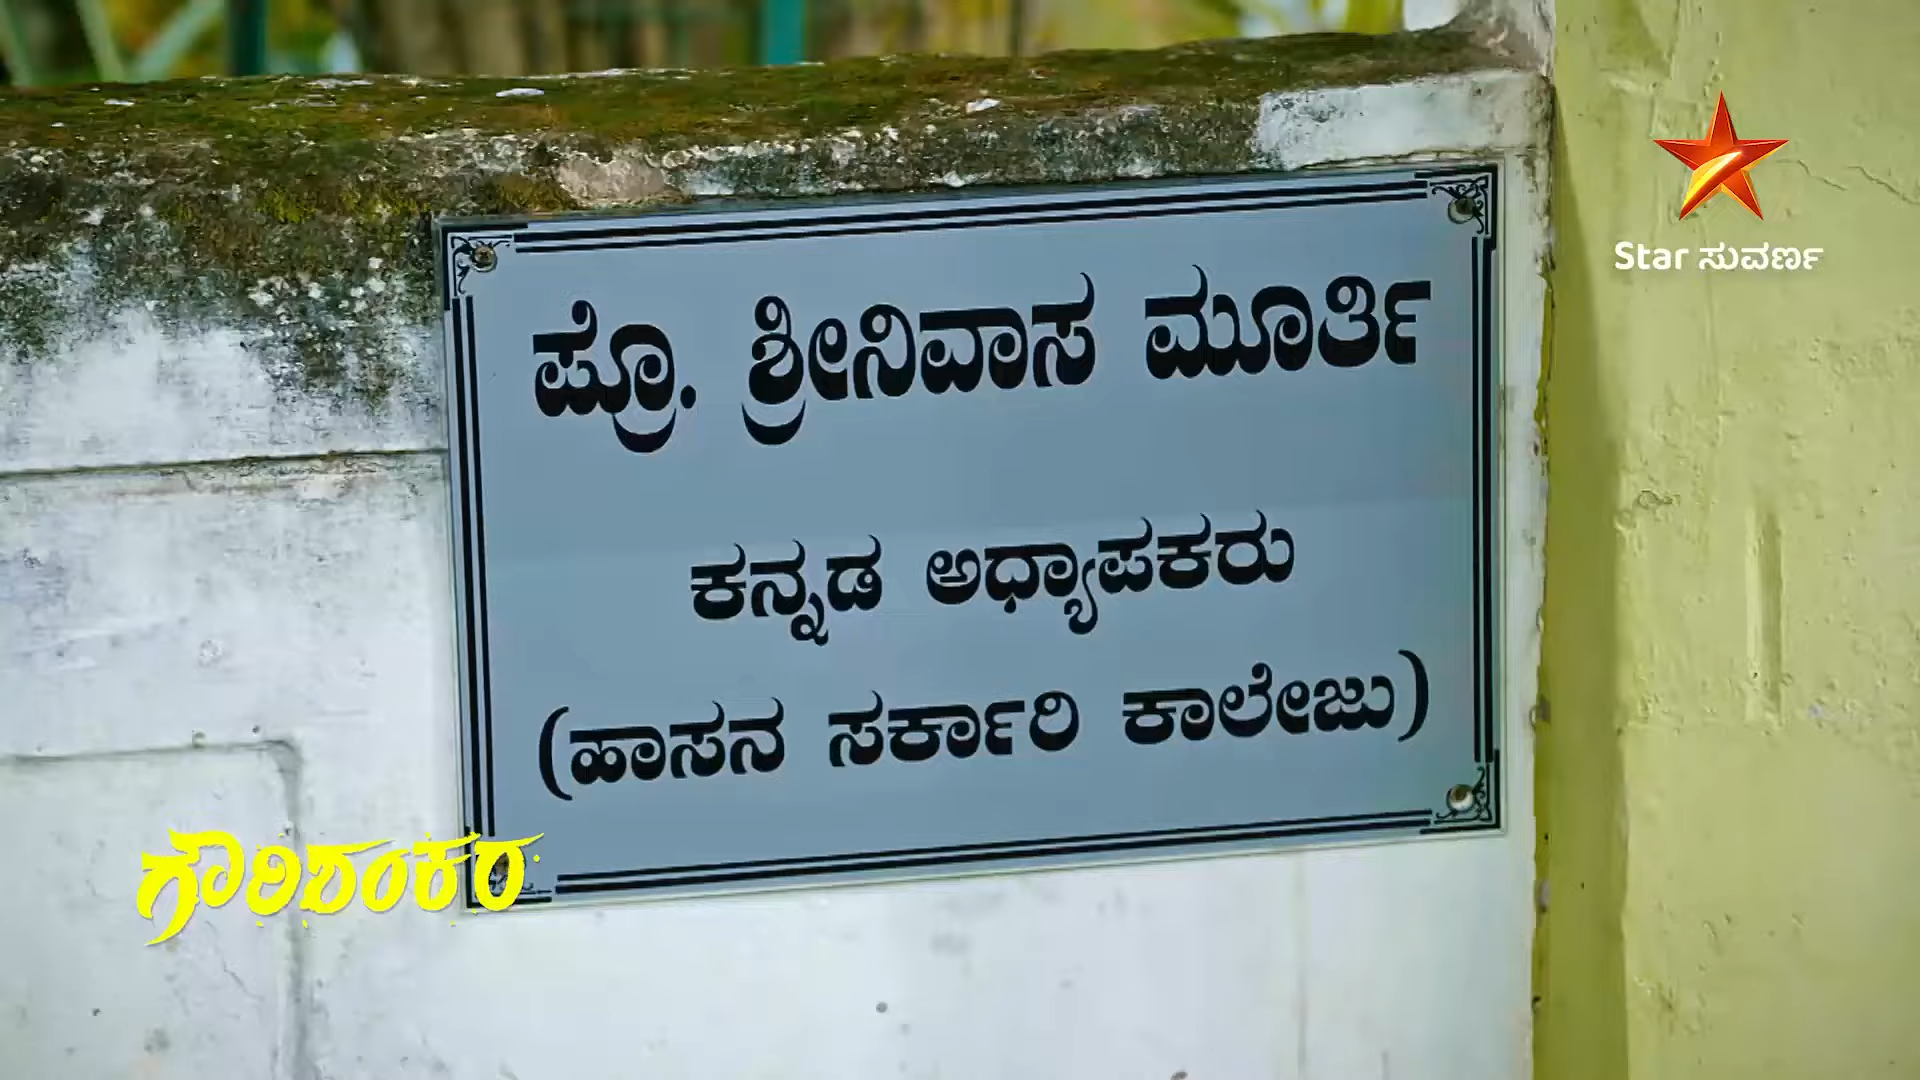 Star ಸುವರ್ಣ
ಪ್ರೊ. ಶ್ರೀನಿವಾಸ ಮೂರ್ತಿ
ಕನ್ನಡ ಅಧ್ಯಾಪಕರು
(ಹಾಸನ ಸರ್ಕಾರಿ ಕಾಲೇಜು)
ಗೌರಿಶಂಕರ